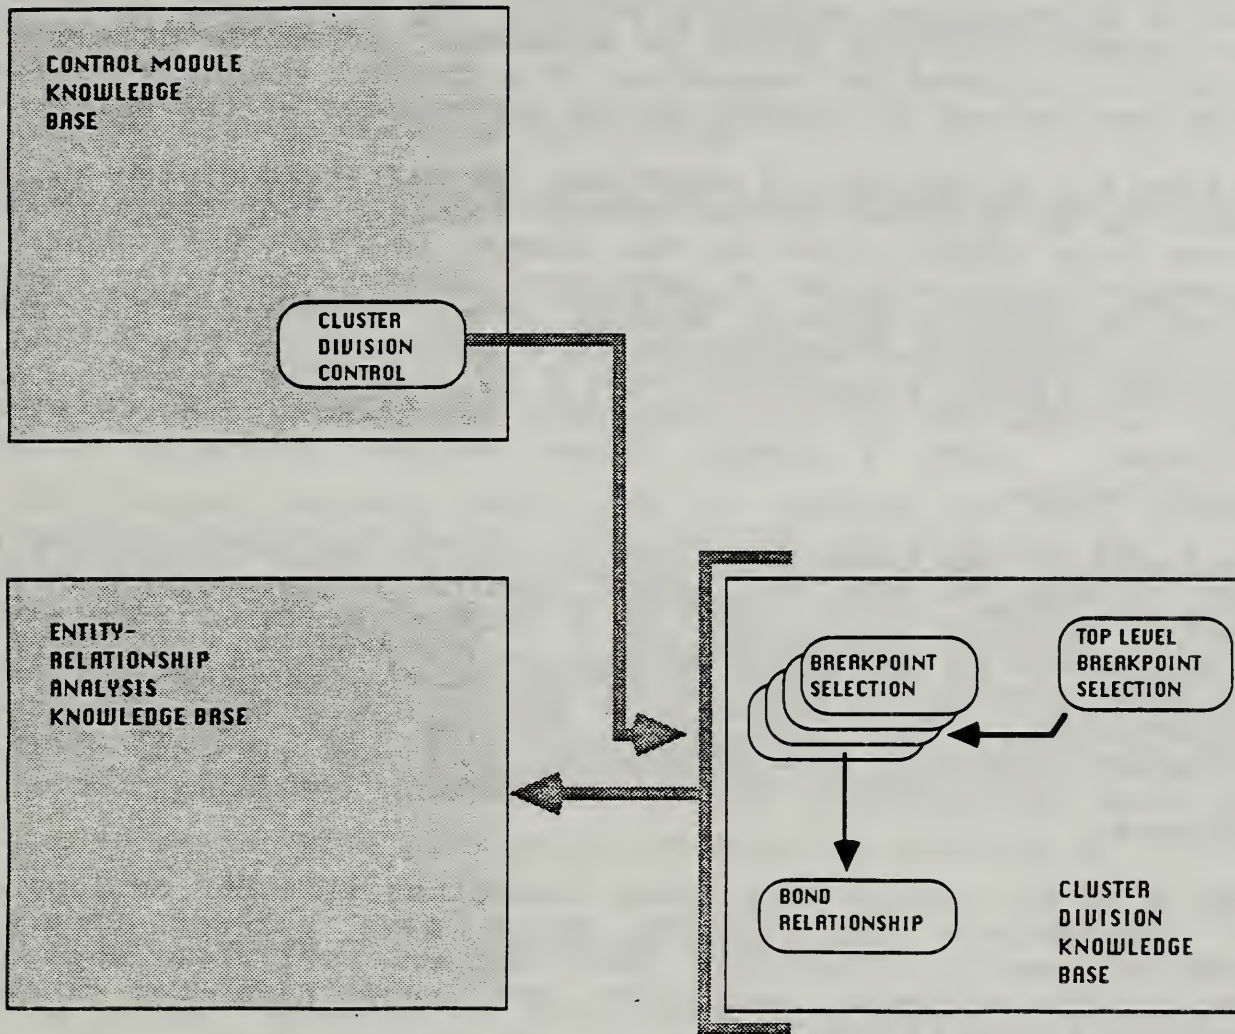 CONTROL MODULE
KNOWLEDGE
BASE
CLUSTER
DIVISION
CONTROL
ENTITY-
RELATIONSHIP
ANALYSIS
KNOWLEDGE BASE
BREAKPOINT
SELECTION
TOP LEVEL
BREAKPOINT
SELECTION
BOND
RELATIONSHIP
CLUSTER
DIVISION
KNOWLEDGE
BASE